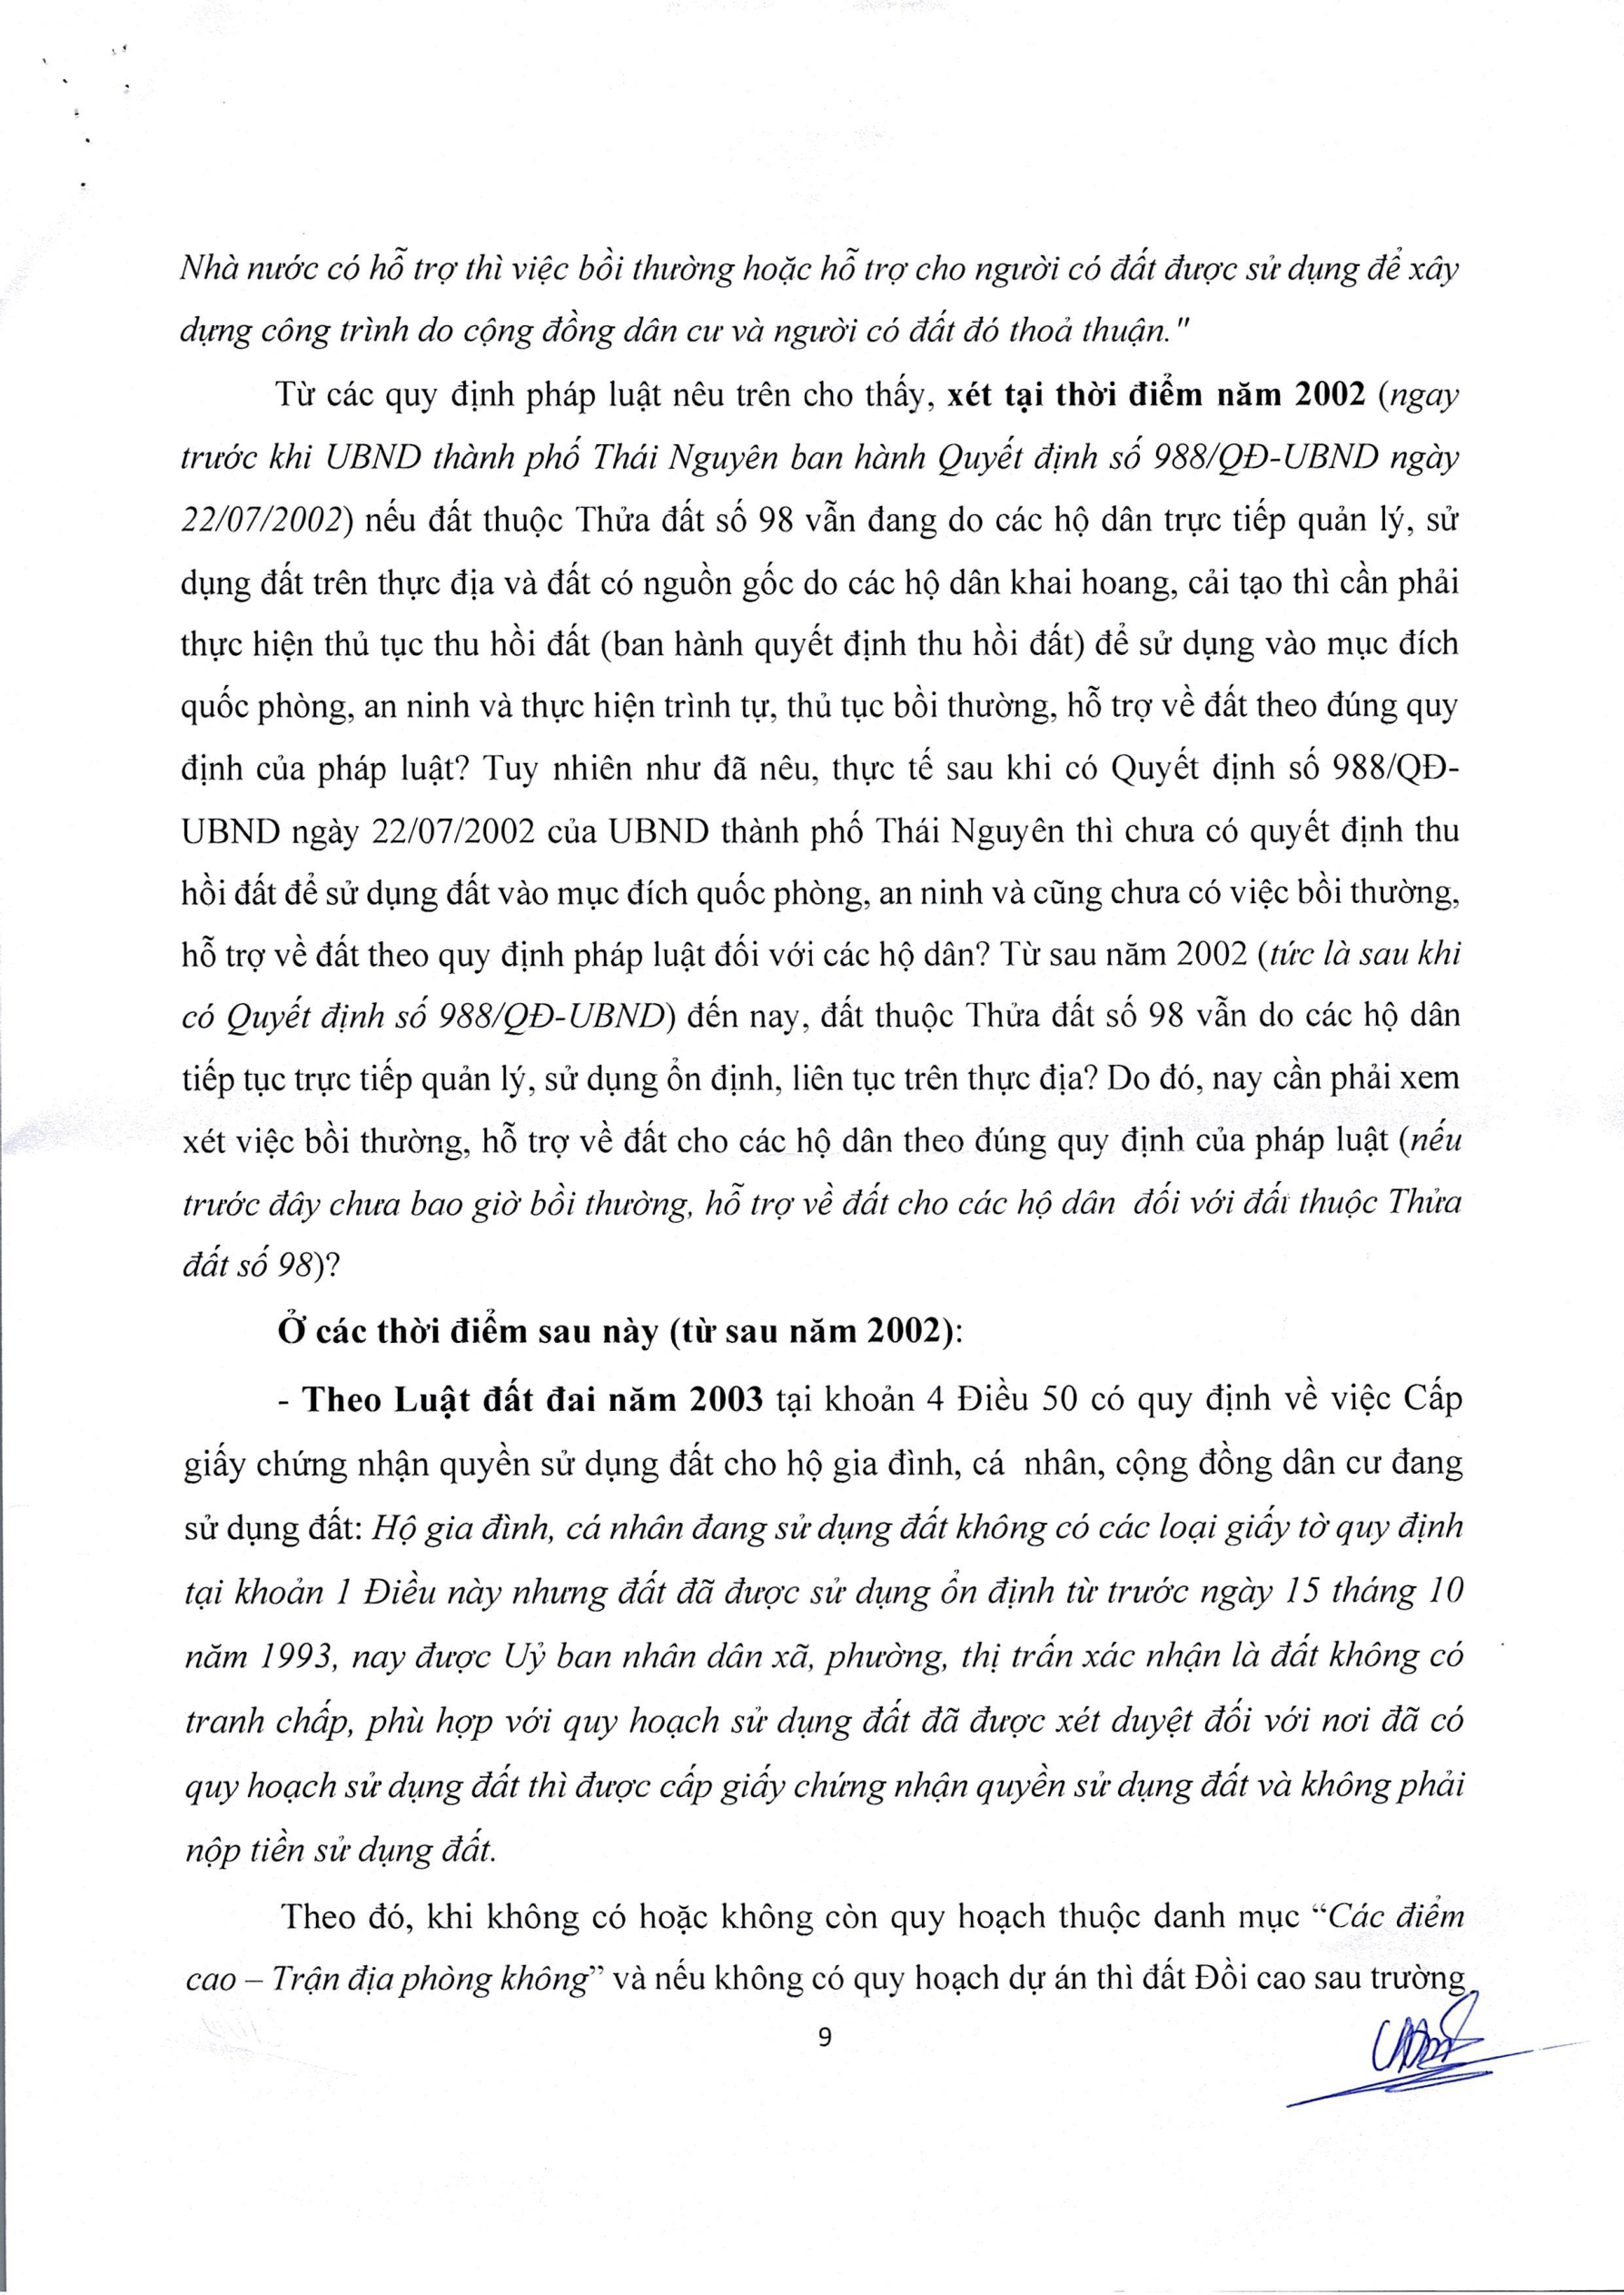 Nhà nước có hỗ trợ thì việc bồi thường hoặc hỗ trợ cho người có đất được sử dụng để xây
dựng công trình do cộng đồng dân cư và người có đất đó thoả thuận."
Từ các quy định pháp luật nêu trên cho thấy, xét tại thời điểm năm 2002 (ngay
trước khi UBND thành phố Thái Nguyên ban hành Quyết định số 988/QĐ-UBND ngày
22/07/2002) nếu đất thuộc Thửa đất số 98 vẫn đang do các hộ dân trực tiếp quản lý, sử
dụng đất trên thực địa và đất có nguồn gốc do các hộ dân khai hoang, cải tạo thì cần phải
thực hiện thủ tục thu hồi đất (ban hành quyết định thu hồi đất) để sử dụng vào mục đích
quốc phòng, an ninh và thực hiện trình tự, thủ tục bồi thường, hỗ trợ về đất theo đúng quy
định của pháp luật? Tuy nhiên như đã nêu, thực tế sau khi có Quyết định số 988/QĐ-
UBND ngày 22/07/2002 của UBND thành phố Thái Nguyên thì chưa có quyết định thu
hồi đất để sử dụng đất vào mục đích quốc phòng, an ninh và cũng chưa có việc bồi thường,
hỗ trợ về đất theo quy định pháp luật đối với các hộ dân? Từ sau năm 2002 (tức là sau khi
có Quyết định số 988/QĐ-UBND) đến nay, đất thuộc Thửa đất số 98 vẫn do các hộ dân
tiếp tục trực tiếp quản lý, sử dụng ổn định, liên tục trên thực địa? Do đó, nay cần phải xem
xét việc bồi thường, hỗ trợ về đất cho các hộ dân theo đúng quy định của pháp luật (nếu
trước đây chưa bao giờ bồi thường, hỗ trợ về đất cho các hộ dân đối với đất thuộc Thửa
đất số 98)?
Ở các thời điểm sau này (từ sau năm 2002):
- Theo Luật đất đai năm 2003 tại khoản 4 Điều 50 có quy định về việc Cấp
giấy chứng nhận quyền sử dụng đất cho hộ gia đình, cá nhân, cộng đồng dân cư đang
sử dụng đất: Hộ gia đình, cá nhân đang sử dụng đất không có các loại giấy tờ quy định
tại khoản 1 Điều này nhưng đất đã được sử dụng ổn định từ trước ngày 15 tháng 10
năm 1993, nay được Uỷ ban nhân dân xã, phường, thị trấn xác nhận là đất không có
tranh chấp, phù hợp với quy hoạch sử dụng đất đã được xét duyệt đối với nơi đã có
quy hoạch sử dụng đất thì được cấp giấy chứng nhận quyền sử dụng đất và không phải
nộp tiền sử dụng đất.
Theo đó, khi không có hoặc không còn quy hoạch thuộc danh mục “Các điểm
cao – Trận địa phòng không” và nếu không có quy hoạch dự án thì đất Đồi cao sau trường
9